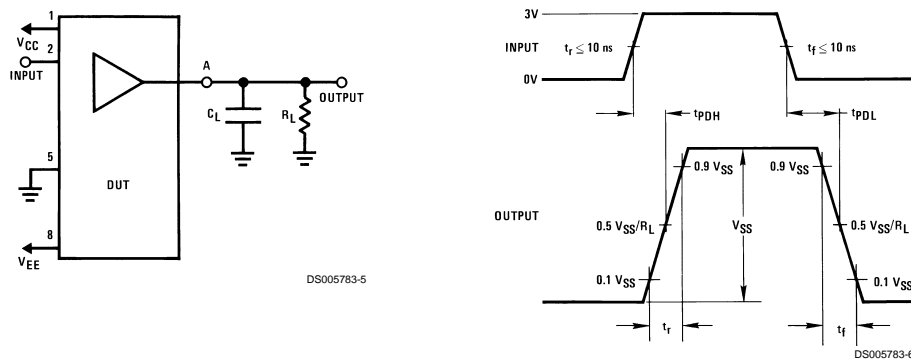 1
VCC
2
INPUT
A
OUTPUT
CL
RL
5
DUT
8
VEE
DS005783-5
3V
INPUT
tr ≤ 10 ns
tf ≤ 10 ns
0V
tPDH
tPDL
0.9 VSS
0.9 VSS
OUTPUT
0.5 VSS/RL
VSS
0.5 VSS/RL
0.1 VSS
0.1 VSS
tr
tf
DS005783-6